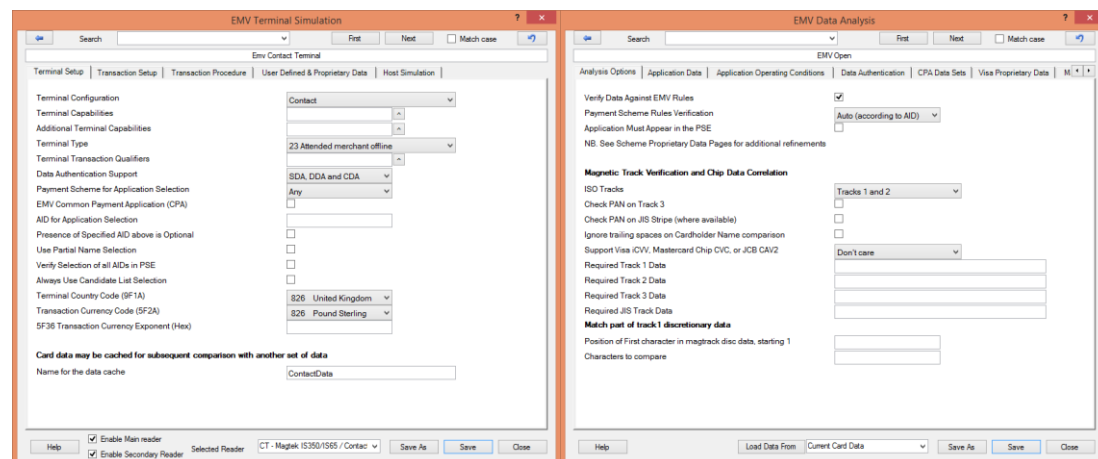 EMV Terminal Simulation ? ×
Search First Next Match case
Emv Contact Terminal
Terminal Setup Transaction Setup Transaction Procedure User Defined & Proprietary Data Host Simulation
Terminal Configuration Contact
Terminal Capabilities
Additional Terminal Capabilities
Terminal Type 23 Attended merchant offline
Terminal Transaction Qualifiers
Data Authentication Support SDA, DDA and CDA
Payment Scheme for Application Selection Any
EMV Common Payment Application (CPA)
AID for Application Selection
Presence of Specified AID above is Optional
Use Partial Name Selection
Verify Selection of all AIDs in PSE
Always Use Candidate List Selection
Terminal Country Code (9F1A) 826 United Kingdom
Transaction Currency Code (5F2A) 826 Pound Sterling
5F36 Transaction Currency Exponent (Hex)
Card data may be cached for subsequent comparison with another set of data
Name for the data cache ContactData
Help Enable Main reader Enable Secondary Reader Selected Reader CT - Magtek IS350/IS65 / Contac Save As Save Close
EMV Data Analysis ? ×
Search First Next Match case
EMV Open
Analysis Options Application Data Application Operating Conditions Data Authentication CPA Data Sets Visa Proprietary Data M
Verify Data Against EMV Rules
Payment Scheme Rules Verification Auto (according to AID)
Application Must Appear in the PSE
NB. See Scheme Proprietary Data Pages for additional refinements
Magnetic Track Verification and Chip Data Correlation
ISO Tracks Tracks 1 and 2
Check PAN on Track 3
Check PAN on JIS Stripe (where available)
Ignore trailing spaces on Cardholder Name comparison
Support Visa iCVV, Mastercard Chip CVC, or JCB CAV2 Don't care
Required Track 1 Data
Required Track 2 Data
Required Track 3 Data
Required JIS Track Data
Match part of track1 discretionary data
Position of First character in magtrack disc data, starting 1
Characters to compare
Help Load Data From Current Card Data Save As Save Close